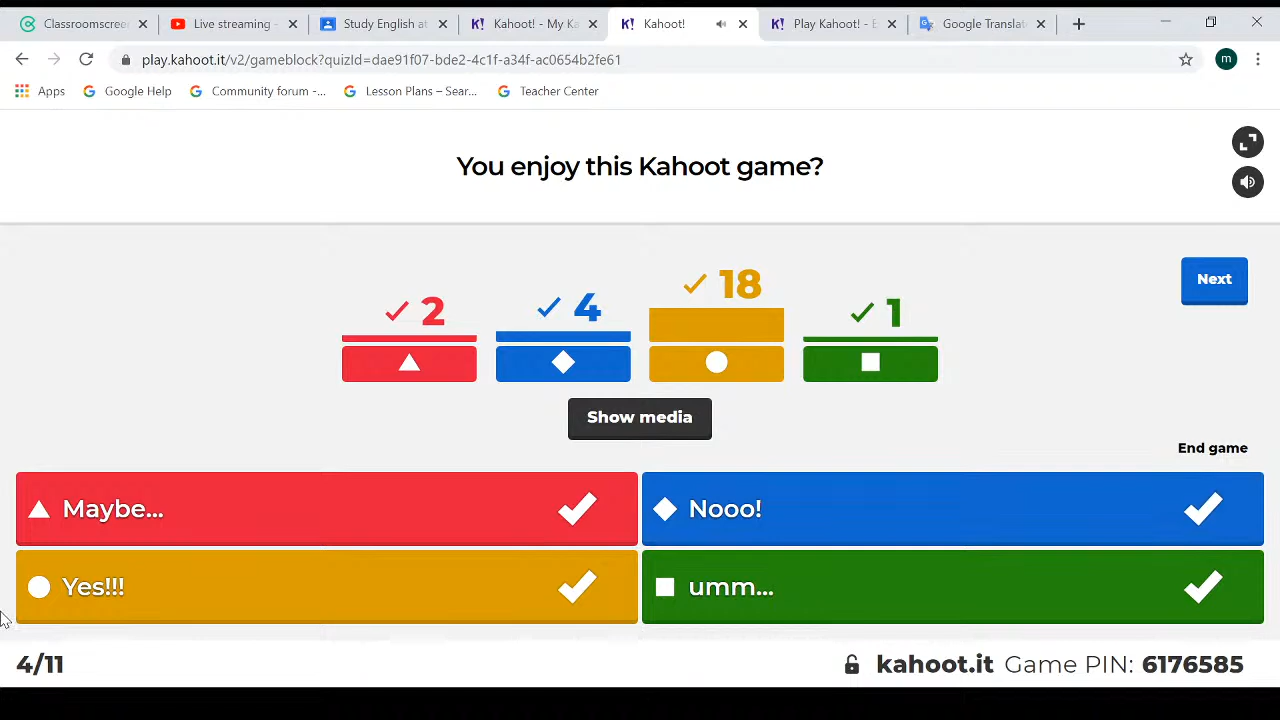 Classroomscree
Live streaming -
Study English at
K! Kahoot! - My Ka
K! Kahoot!
K! Play Kahoot! - E
Google Translat
play.kahoot.it/v2/gameblock?quizId=dae91f07-bde2-4c1f-a34f-ac0654b2fe61
m
Apps
Google Help
Community forum -...
Lesson Plans – Sear...
Teacher Center
You enjoy this Kahoot game?
Next
2
4
18
1
Show media
End game
Maybe...
Nooo!
Yes!!!
umm...
4/11
kahoot.it Game PIN: 6176585